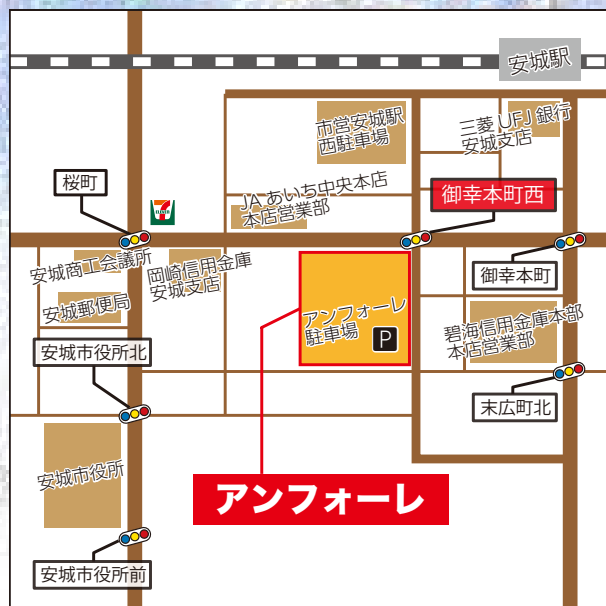 安城駅
市営安城駅
西駐車場
三菱UFJ銀行
安城支店
桜町
JAあいち中央本店
本店営業部
御幸本町西
安城商工会議所
岡崎信用金庫
安城支店
御幸本町
安城郵便局
アンフォーレ
駐車場
P
碧海信用金庫本部
本店営業部
安城市役所北
末広町北
安城市役所
アンフォーレ
安城市役所前